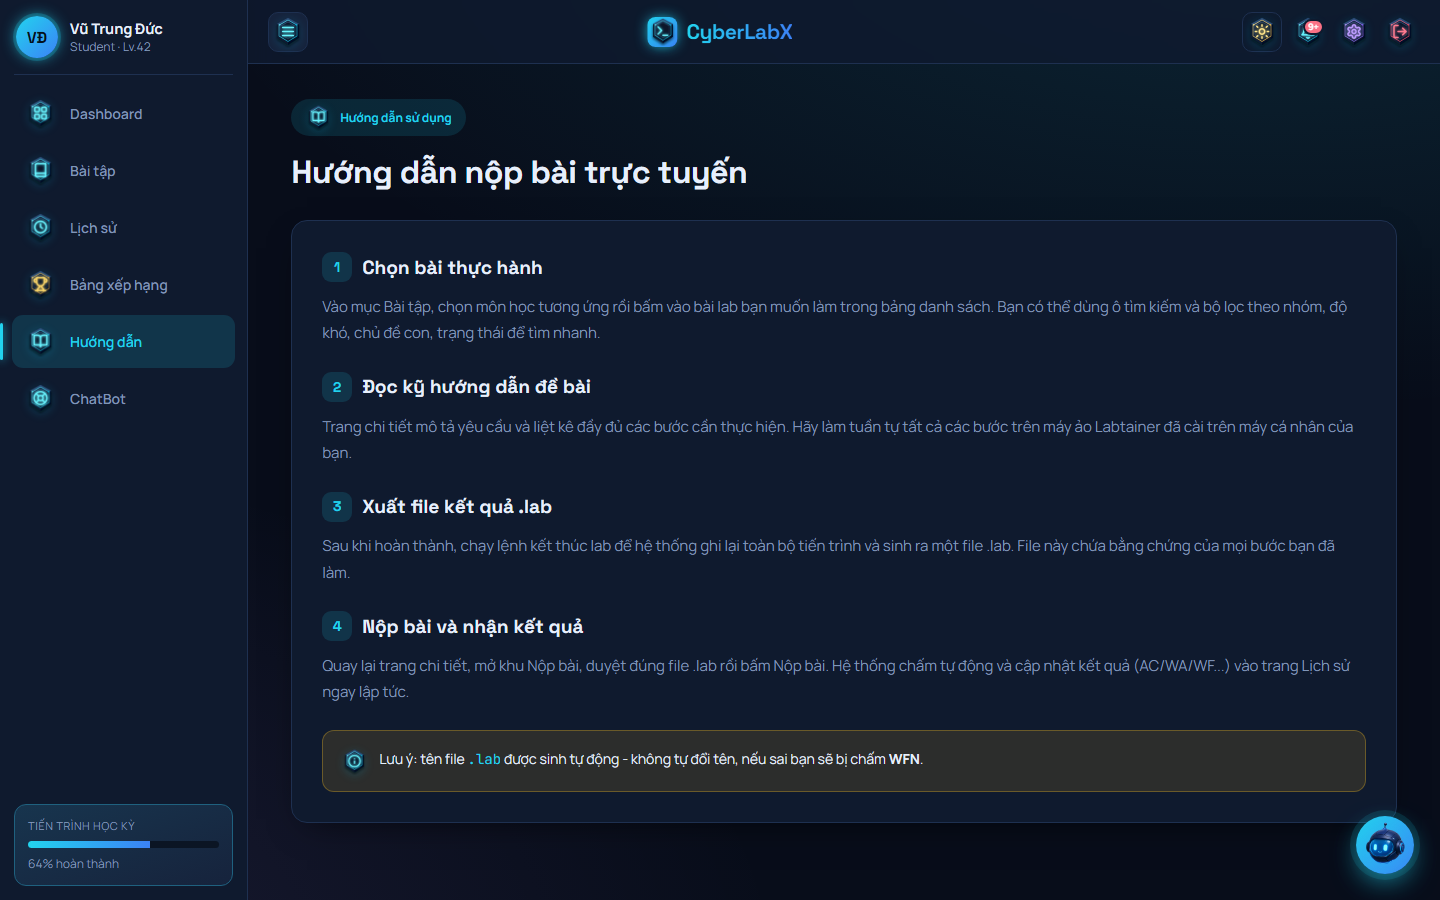 VĐ
Vũ Trung Đức
Student · Lv.42
Dashboard
Bài tập
Lịch sử
Bảng xếp hạng
Hướng dẫn
ChatBot
TIẾN TRÌNH HỌC KỲ
64% hoàn thành
CyberLabX
9+
Hướng dẫn sử dụng
Hướng dẫn nộp bài trực tuyến
1 Chọn bài thực hành
Vào mục Bài tập, chọn môn học tương ứng rồi bấm vào bài lab bạn muốn làm trong bảng danh sách. Bạn có thể dùng ô tìm kiếm và bộ lọc theo nhóm, độ
khó, chủ đề con, trạng thái để tìm nhanh.
2 Đọc kỹ hướng dẫn đề bài
Trang chi tiết mô tả yêu cầu và liệt kê đầy đủ các bước cần thực hiện. Hãy làm tuần tự tất cả các bước trên máy ảo Labtainer đã cài trên máy cá nhân của
bạn.
3 Xuất file kết quả .lab
Sau khi hoàn thành, chạy lệnh kết thúc lab để hệ thống ghi lại toàn bộ tiến trình và sinh ra một file .lab. File này chứa bằng chứng của mọi bước bạn đã
làm.
4 Nộp bài và nhận kết quả
Quay lại trang chi tiết, mở khu Nộp bài, duyệt đúng file .lab rồi bấm Nộp bài. Hệ thống chấm tự động và cập nhật kết quả (AC/WA/WF...) vào trang Lịch sử
ngay lập tức.
Lưu ý: tên file .lab được sinh tự động - không tự đổi tên, nếu sai bạn sẽ bị chấm WFN.